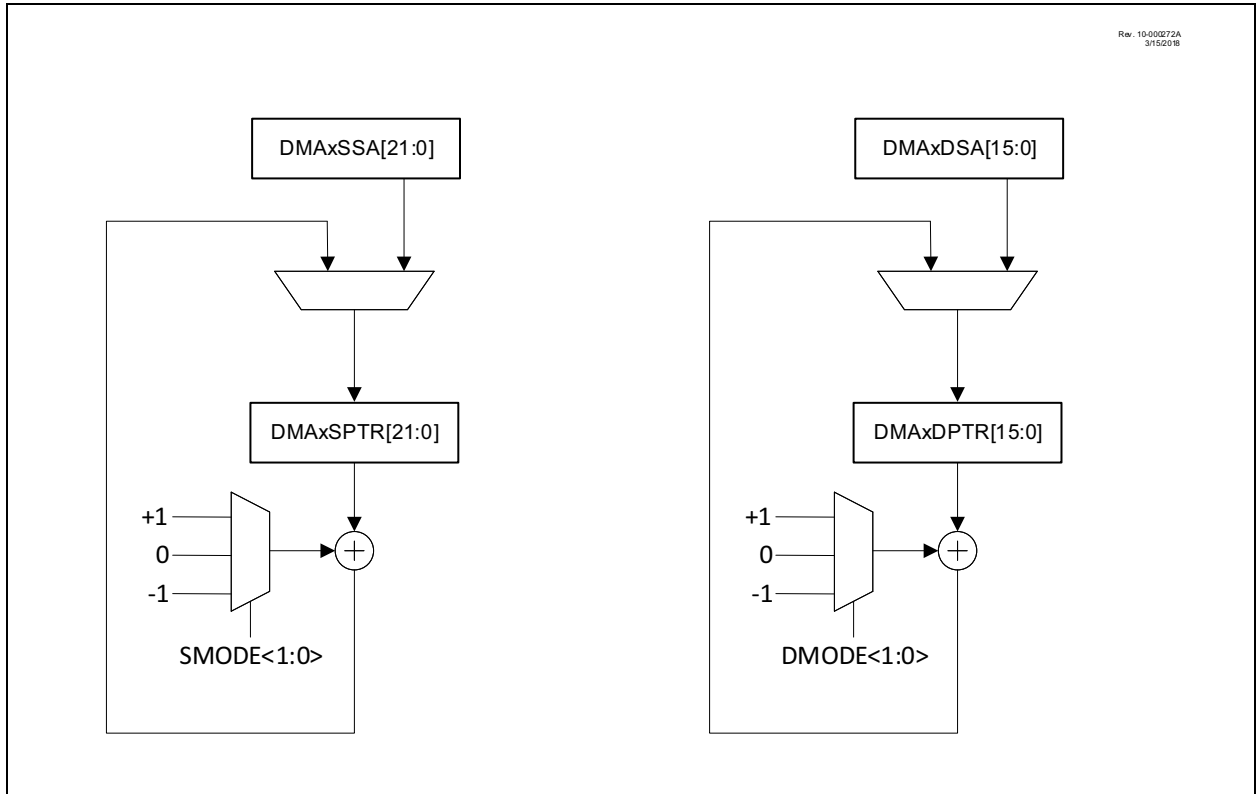 Rev. 10-000272A
3/15/2018
DMAxSSA[21:0]
DMAxSPTR[21:0]
+1
0
-1
SMODE<1:0>
DMAxDSA[15:0]
DMAxDPTR[15:0]
+1
0
-1
DMODE<1:0>